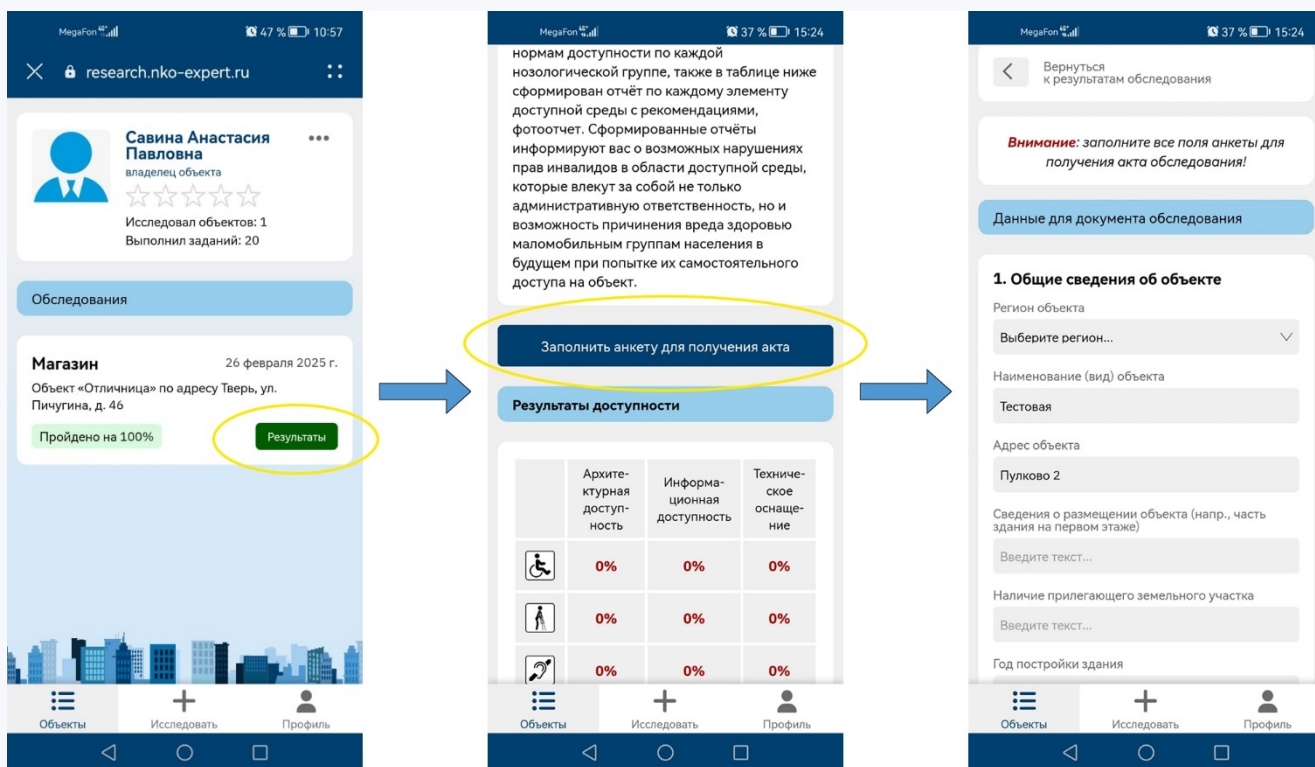 MegaFon 47 % 10:57
research.nko-expert.ru
Савина Анастасия
Павловна
владелец объекта
Исследовал объектов: 1
Выполнил заданий: 20
Обследования
Магазин 26 февраля 2025 г.
Объект «Отличница» по адресу Тверь, ул.
Пичугина, д. 46
Пройдено на 100% Результаты
Объекты Исследовать Профиль
MegaFon 37 % 15:24
нормам доступности по каждой
нозологической группе, также в таблице ниже
сформирован отчёт по каждому элементу
доступной среды с рекомендациями,
фотоотчет. Сформированные отчёты
информируют вас о возможных нарушениях
прав инвалидов в области доступной среды,
которые влекут за собой не только
административную ответственность, но и
возможность причинения вреда здоровью
маломобильным группам населения в
будущем при попытке их самостоятельного
доступа на объект.
Заполнить анкету для получения акта
Результаты доступности
Архите-
ктурная
доступ-
ность
Информа-
ционная
доступность
Техниче-
ское
оснаще-
ние
0% 0% 0%
0% 0% 0%
0% 0% 0%
Объекты Исследовать Профиль
MegaFon 37 % 15:24
Вернуться
к результатам обследования
Внимание: заполните все поля анкеты для
получения акта обследования!
Данные для документа обследования
1. Общие сведения об объекте
Регион объекта
Выберите регион...
Наименование (вид) объекта
Тестовая
Адрес объекта
Пулково 2
Сведения о размещении объекта (напр., часть
здания на первом этаже)
Введите текст...
Наличие прилегающего земельного участка
Введите текст...
Год постройки здания
Объекты Исследовать Профиль